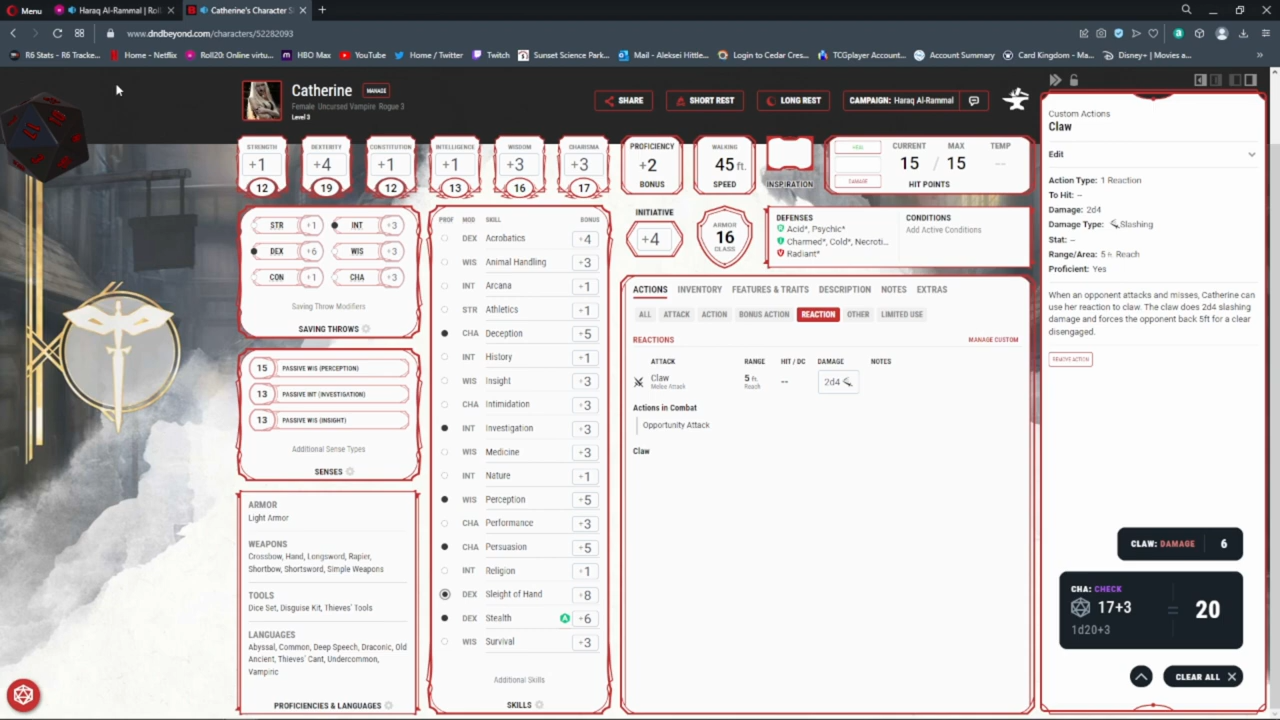 Menu
Haraq Al-Rammal | Rol
Catherine's Character S
www.dndbeyond.com/characters/52282093
R6 Stats - R6 Tracke...
Home - Netflix
Roll20: Online virtu...
HBO Max
YouTube
Home / Twitter
Twitch
Sunset Science Park...
Mail - Aleksei Hittle...
Login to Cedar Cres...
TCGplayer Account...
Account Summary
Card Kingdom - Ma...
Disney+ | Movies a...
Catherine
MANAGE
Female Uncursed Vampire Rogue 3
Level 3
SHARE
SHORT REST
LONG REST
CAMPAIGN: Haraq Al-Rammal
STRENGTH
+1
12
DEXTERITY
+4
19
CONSTITUTION
+1
12
INTELLIGENCE
+1
13
WISDOM
+3
16
CHARISMA
+3
17
PROFICIENCY
+2
BONUS
WALKING
45 ft.
SPEED
INSPIRATION
HEAL
DAMAGE
CURRENT
15
/
MAX
15
TEMP
--
HIT POINTS
STR +1
INT +3
DEX +6
WIS +3
CON +1
CHA +3
Saving Throw Modifiers
SAVING THROWS
15 PASSIVE WIS (PERCEPTION)
13 PASSIVE INT (INVESTIGATION)
13 PASSIVE WIS (INSIGHT)
Additional Sense Types
SENSES
ARMOR
Light Armor
WEAPONS
Crossbow, Hand, Longsword, Rapier,
Shortbow, Shortsword, Simple Weapons
TOOLS
Dice Set, Disguise Kit, Thieves' Tools
LANGUAGES
Abyssal, Common, Deep Speech, Draconic, Old
Ancient, Thieves' Cant, Undercommon,
Vampiric
PROFICIENCIES & LANGUAGES
PROF MOD SKILL BONUS
DEX Acrobatics +4
WIS Animal Handling +3
INT Arcana +1
STR Athletics +1
CHA Deception +5
INT History +1
WIS Insight +3
CHA Intimidation +3
INT Investigation +3
WIS Medicine +3
INT Nature +1
WIS Perception +5
CHA Performance +3
CHA Persuasion +5
INT Religion +1
DEX Sleight of Hand +8
DEX Stealth A +6
WIS Survival +3
Additional Skills
SKILLS
INITIATIVE
+4
ARMOR
16
CLASS
DEFENSES
Acid*, Psychic*
Charmed*, Cold*, Necroti...
Radiant*
CONDITIONS
Add Active Conditions
ACTIONS INVENTORY FEATURES & TRAITS DESCRIPTION NOTES EXTRAS
ALL ATTACK ACTION BONUS ACTION REACTION OTHER LIMITED USE
REACTIONS
MANAGE CUSTOM
ATTACK RANGE HIT / DC DAMAGE NOTES
Claw 5 ft. -- 2d4
Melee Attack Reach
Actions in Combat
Opportunity Attack
Claw
Custom Actions
Claw
Edit
Action Type: 1 Reaction
To Hit: --
Damage: 2d4
Damage Type: Slashing
Stat: --
Range/Area: 5 ft. Reach
Proficient: Yes
When an opponent attacks and misses, Catherine can
use her reaction to claw. The claw does 2d4 slashing
damage and forces the opponent back 5ft for a clear
disengaged.
REMOVE ACTION
CLAW: DAMAGE 6
CHA: CHECK
17+3 = 20
1d20+3
CLEAR ALL